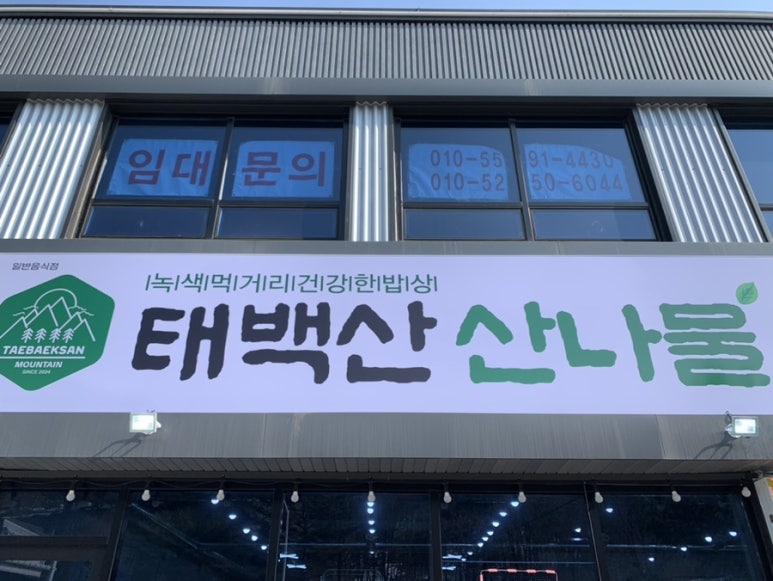 임대 문의
010-5591-4430
010-5250-6044
일반음식점
녹색먹거리건강한밥상
태백산 산나물
TAEBAEKSAN
MOUNTAIN
SINCE 2024